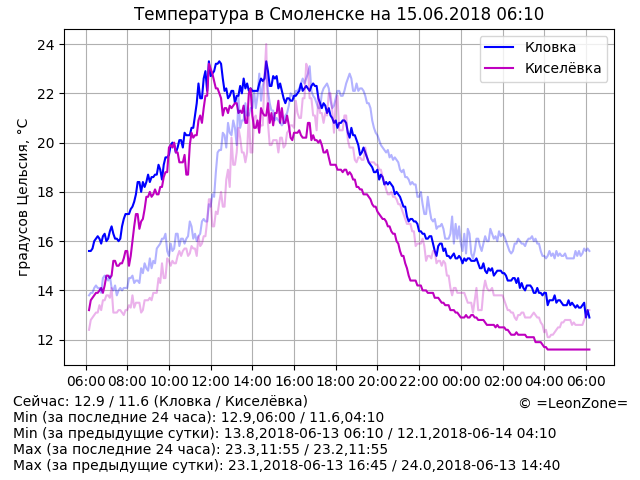 Температура в Смоленске на 15.06.2018 06:10
градусов Цельсия, °C
24
22
20
18
16
14
12
Кловка
Киселёвка
06:00 08:00 10:00 12:00 14:00 16:00 18:00 20:00 22:00 00:00 02:00 04:00 06:00
Сейчас: 12.9 / 11.6 (Кловка / Киселёвка)
© =LeonZone=
Min (за последние 24 часа): 12.9,06:00 / 11.6,04:10
Min (за предыдущие сутки): 13.8,2018-06-13 06:10 / 12.1,2018-06-14 04:10
Max (за последние 24 часа): 23.3,11:55 / 23.2,11:55
Max (за предыдущие сутки): 23.1,2018-06-13 16:45 / 24.0,2018-06-13 14:40